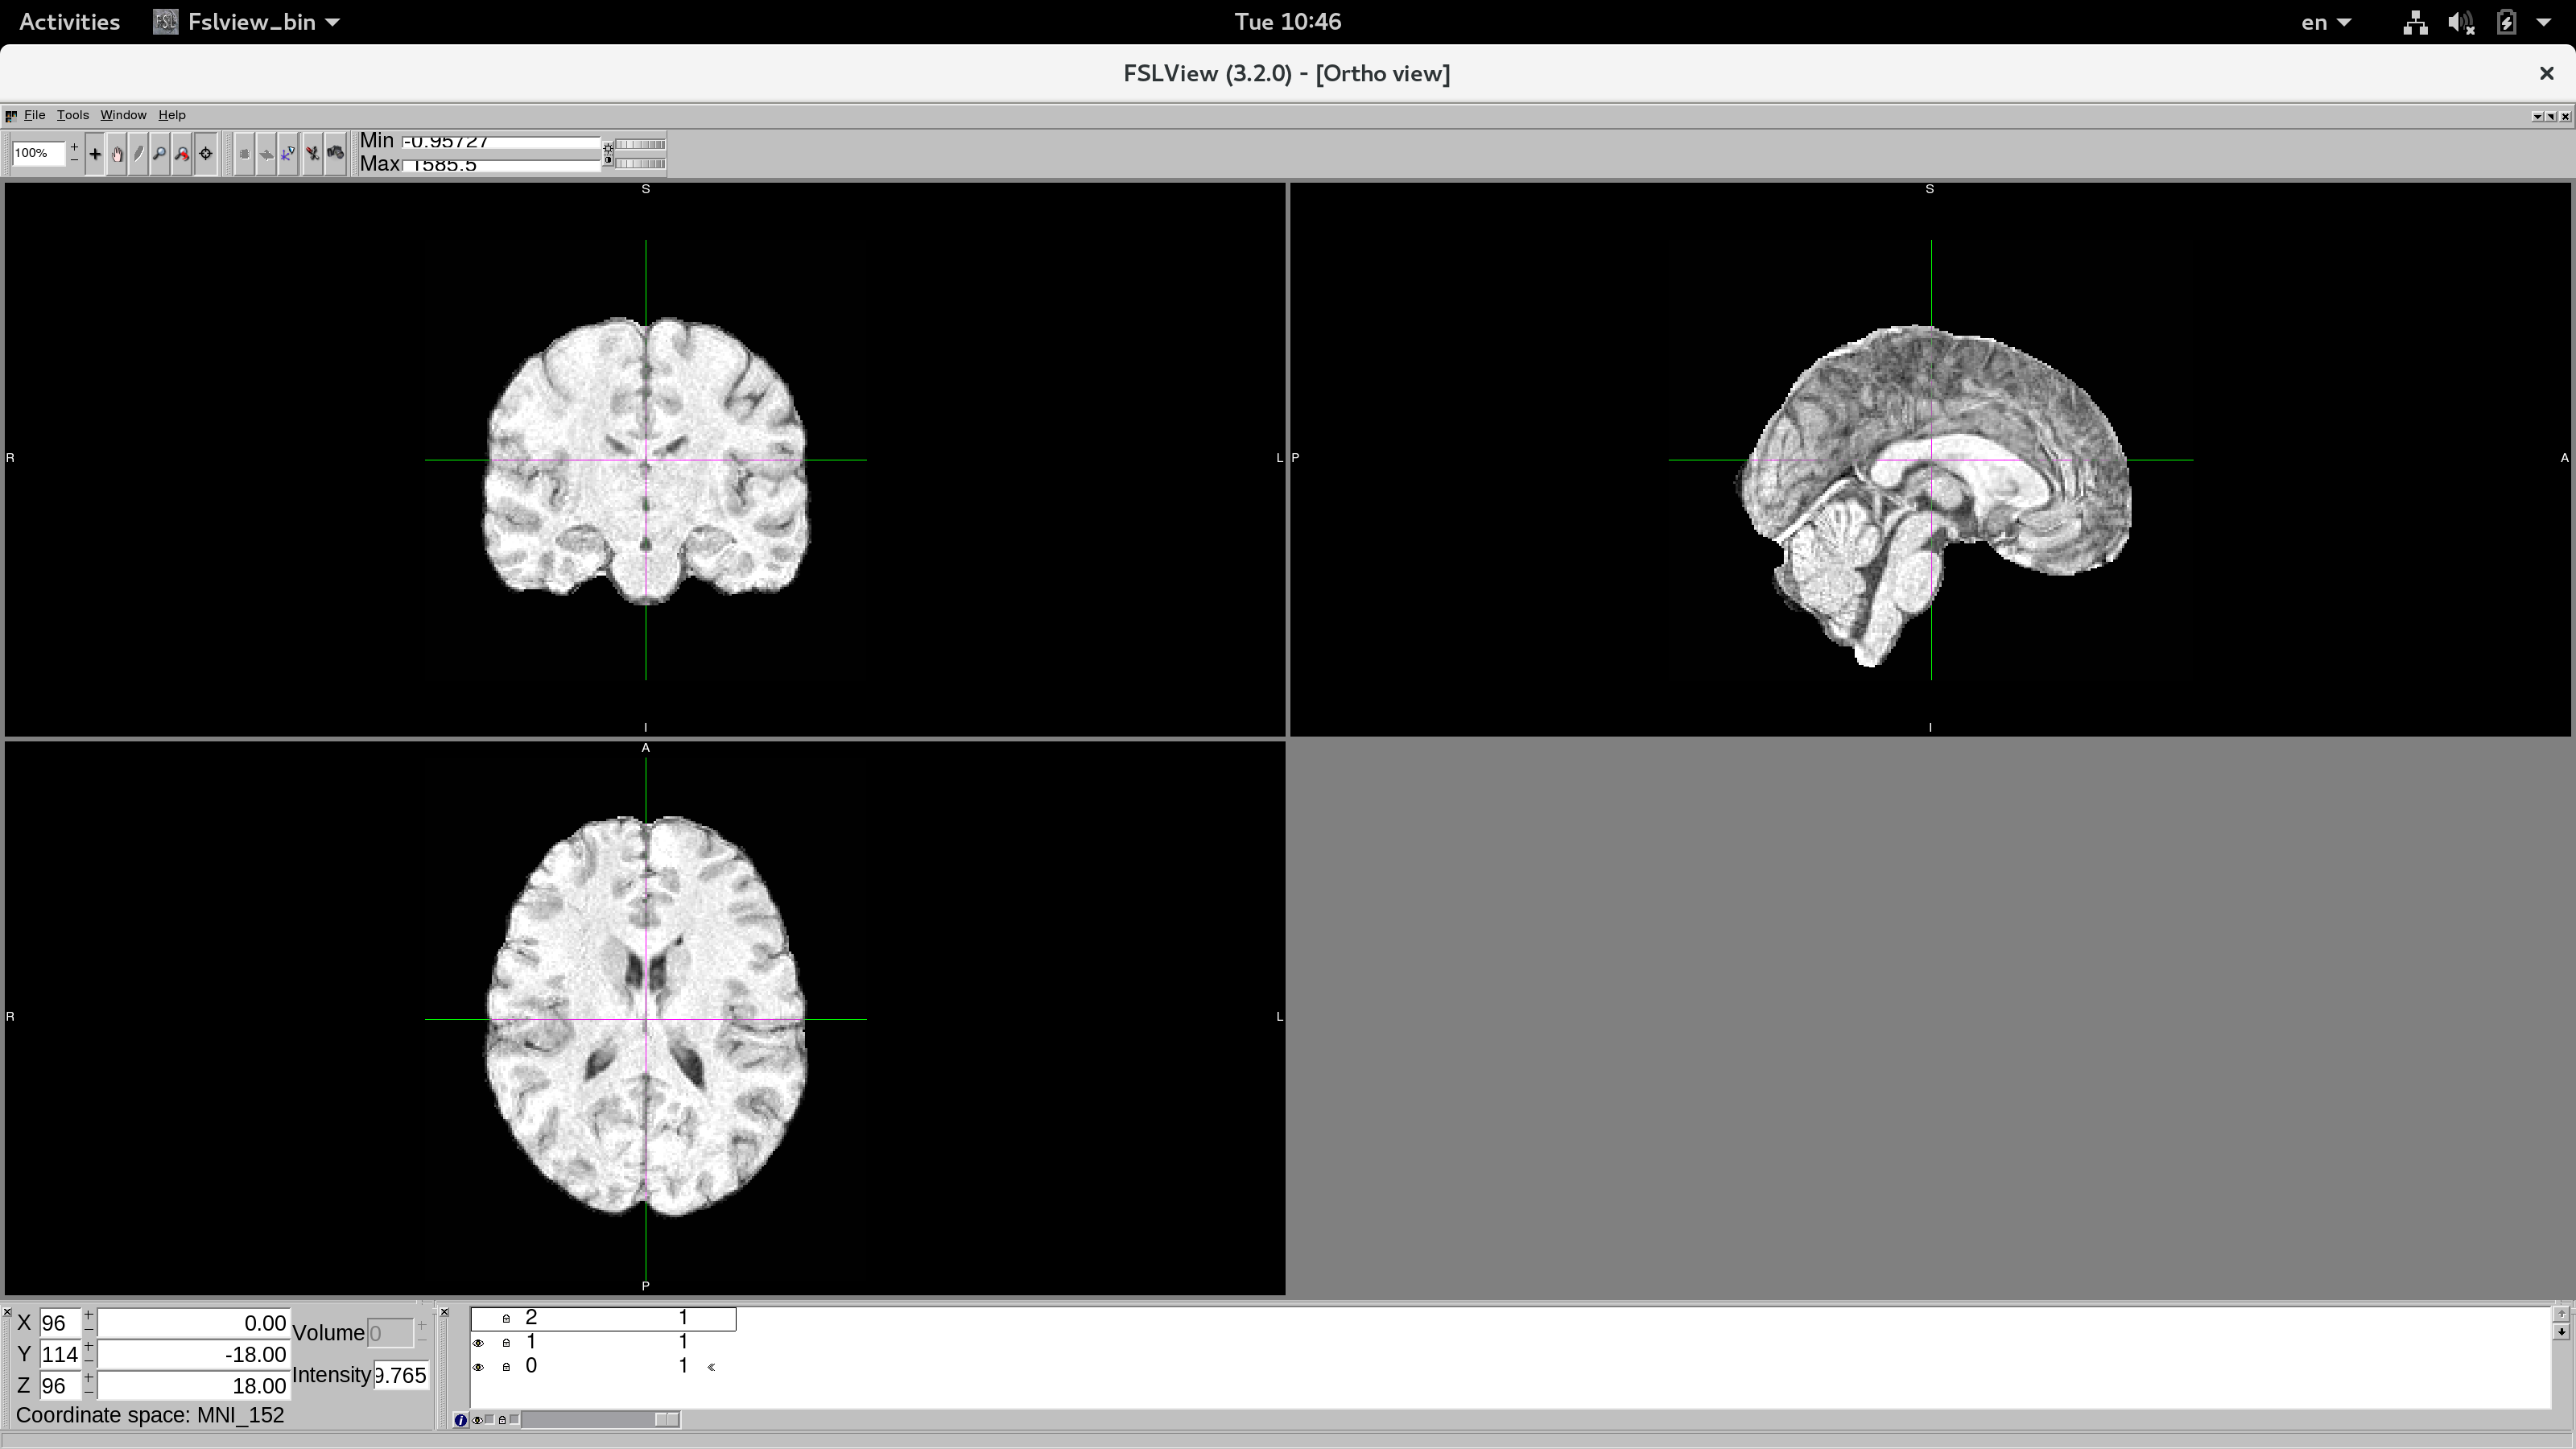 Activities Fslview_bin Tue 10:46 en
FSLView (3.2.0) - [Ortho view]
File Tools Window Help
100% Min -0.95727
Max 1585.5
S S
R L P A
I I
A
R L
P
X 96 0.00 Volume 0 2 1
Y 114 -18.00 1 1
Z 96 18.00 Intensity 9.765 0 1
Coordinate space: MNI_152